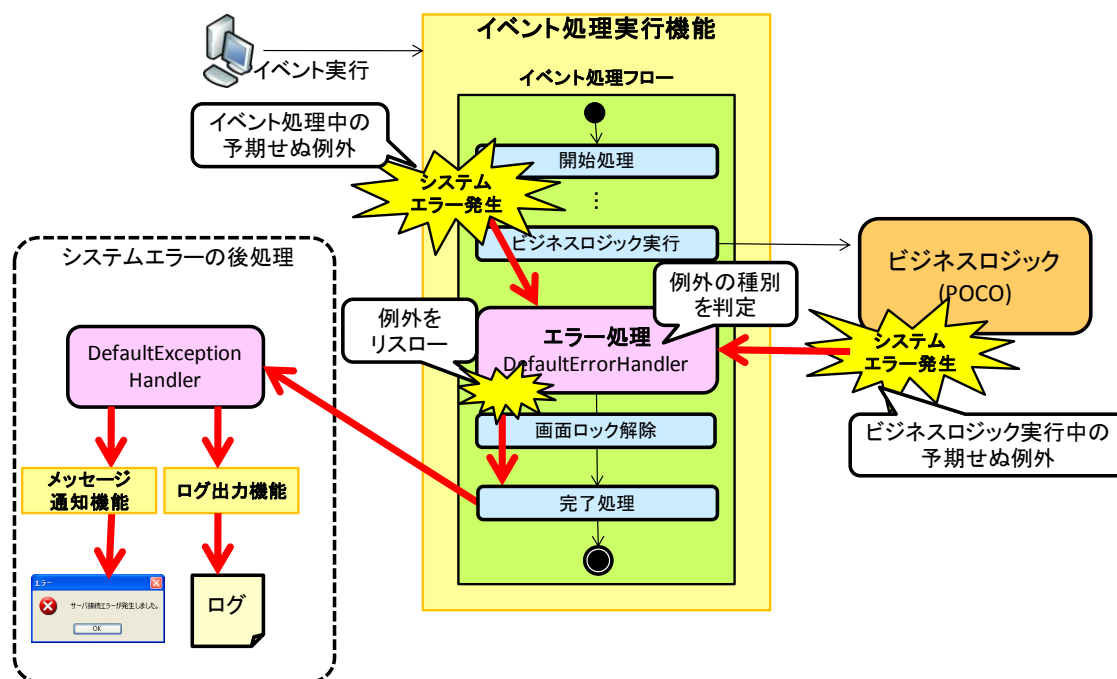 イベント処理実行機能
イベント実行
イベント処理フロー
イベント処理中の
予期せぬ例外
開始処理
システム
エラー発生
⋮
ビジネスロジック実行
ビジネスロジック
(POCO)
システムエラーの後処理
例外の種別
を判定
例外を
リスロー
エラー処理
DefaultErrorHandler
システム
エラー発生
DefaultException
Handler
画面ロック解除
ビジネスロジック実行中の
予期せぬ例外
メッセージ
通知機能
ログ出力機能
完了処理
エラー
サーバ接続エラーが発生しました。
OK
ログ